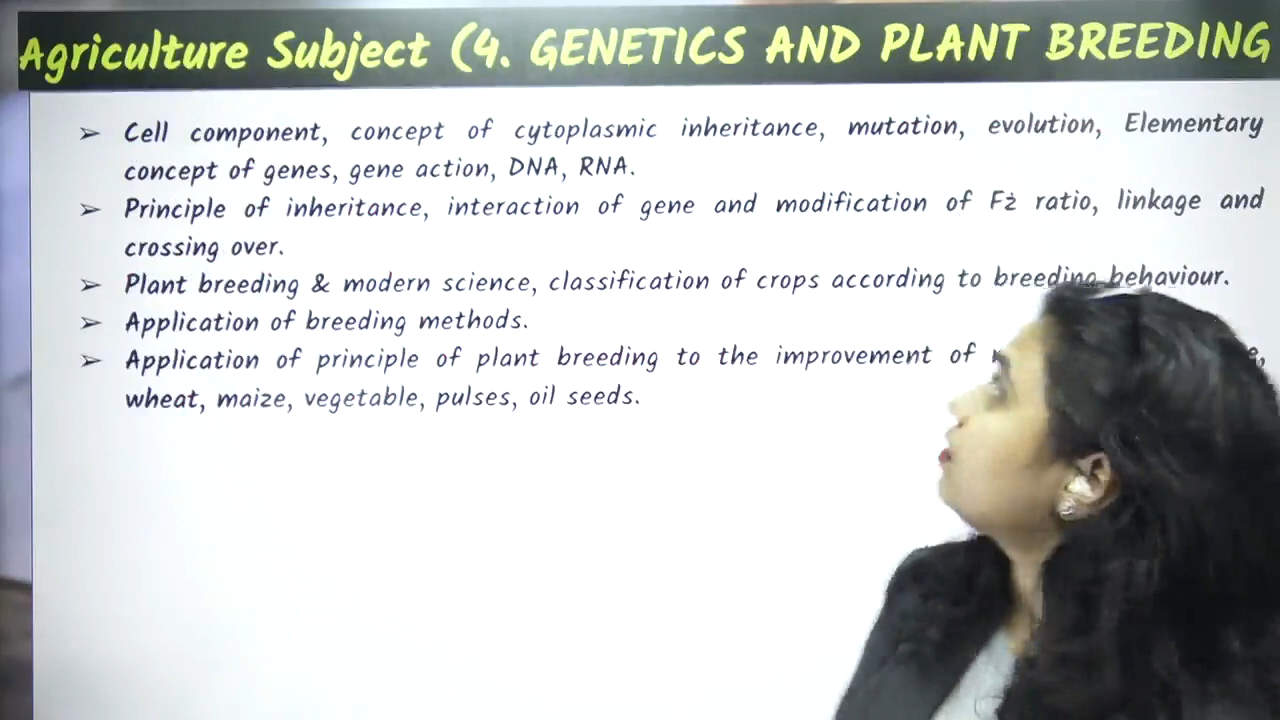 Agriculture Subject (4. GENETICS AND PLANT BREEDING
➢ Cell component, concept of cytoplasmic inheritance, mutation, evolution, Elementary
concept of genes, gene action, DNA, RNA.
➢ Principle of inheritance, interaction of gene and modification of Fż ratio, linkage and
crossing over.
➢ Plant breeding & modern science, classification of crops according to breeding behaviour.
➢ Application of breeding methods.
➢ Application of principle of plant breeding to the improvement of
wheat, maize, vegetable, pulses, oil seeds.